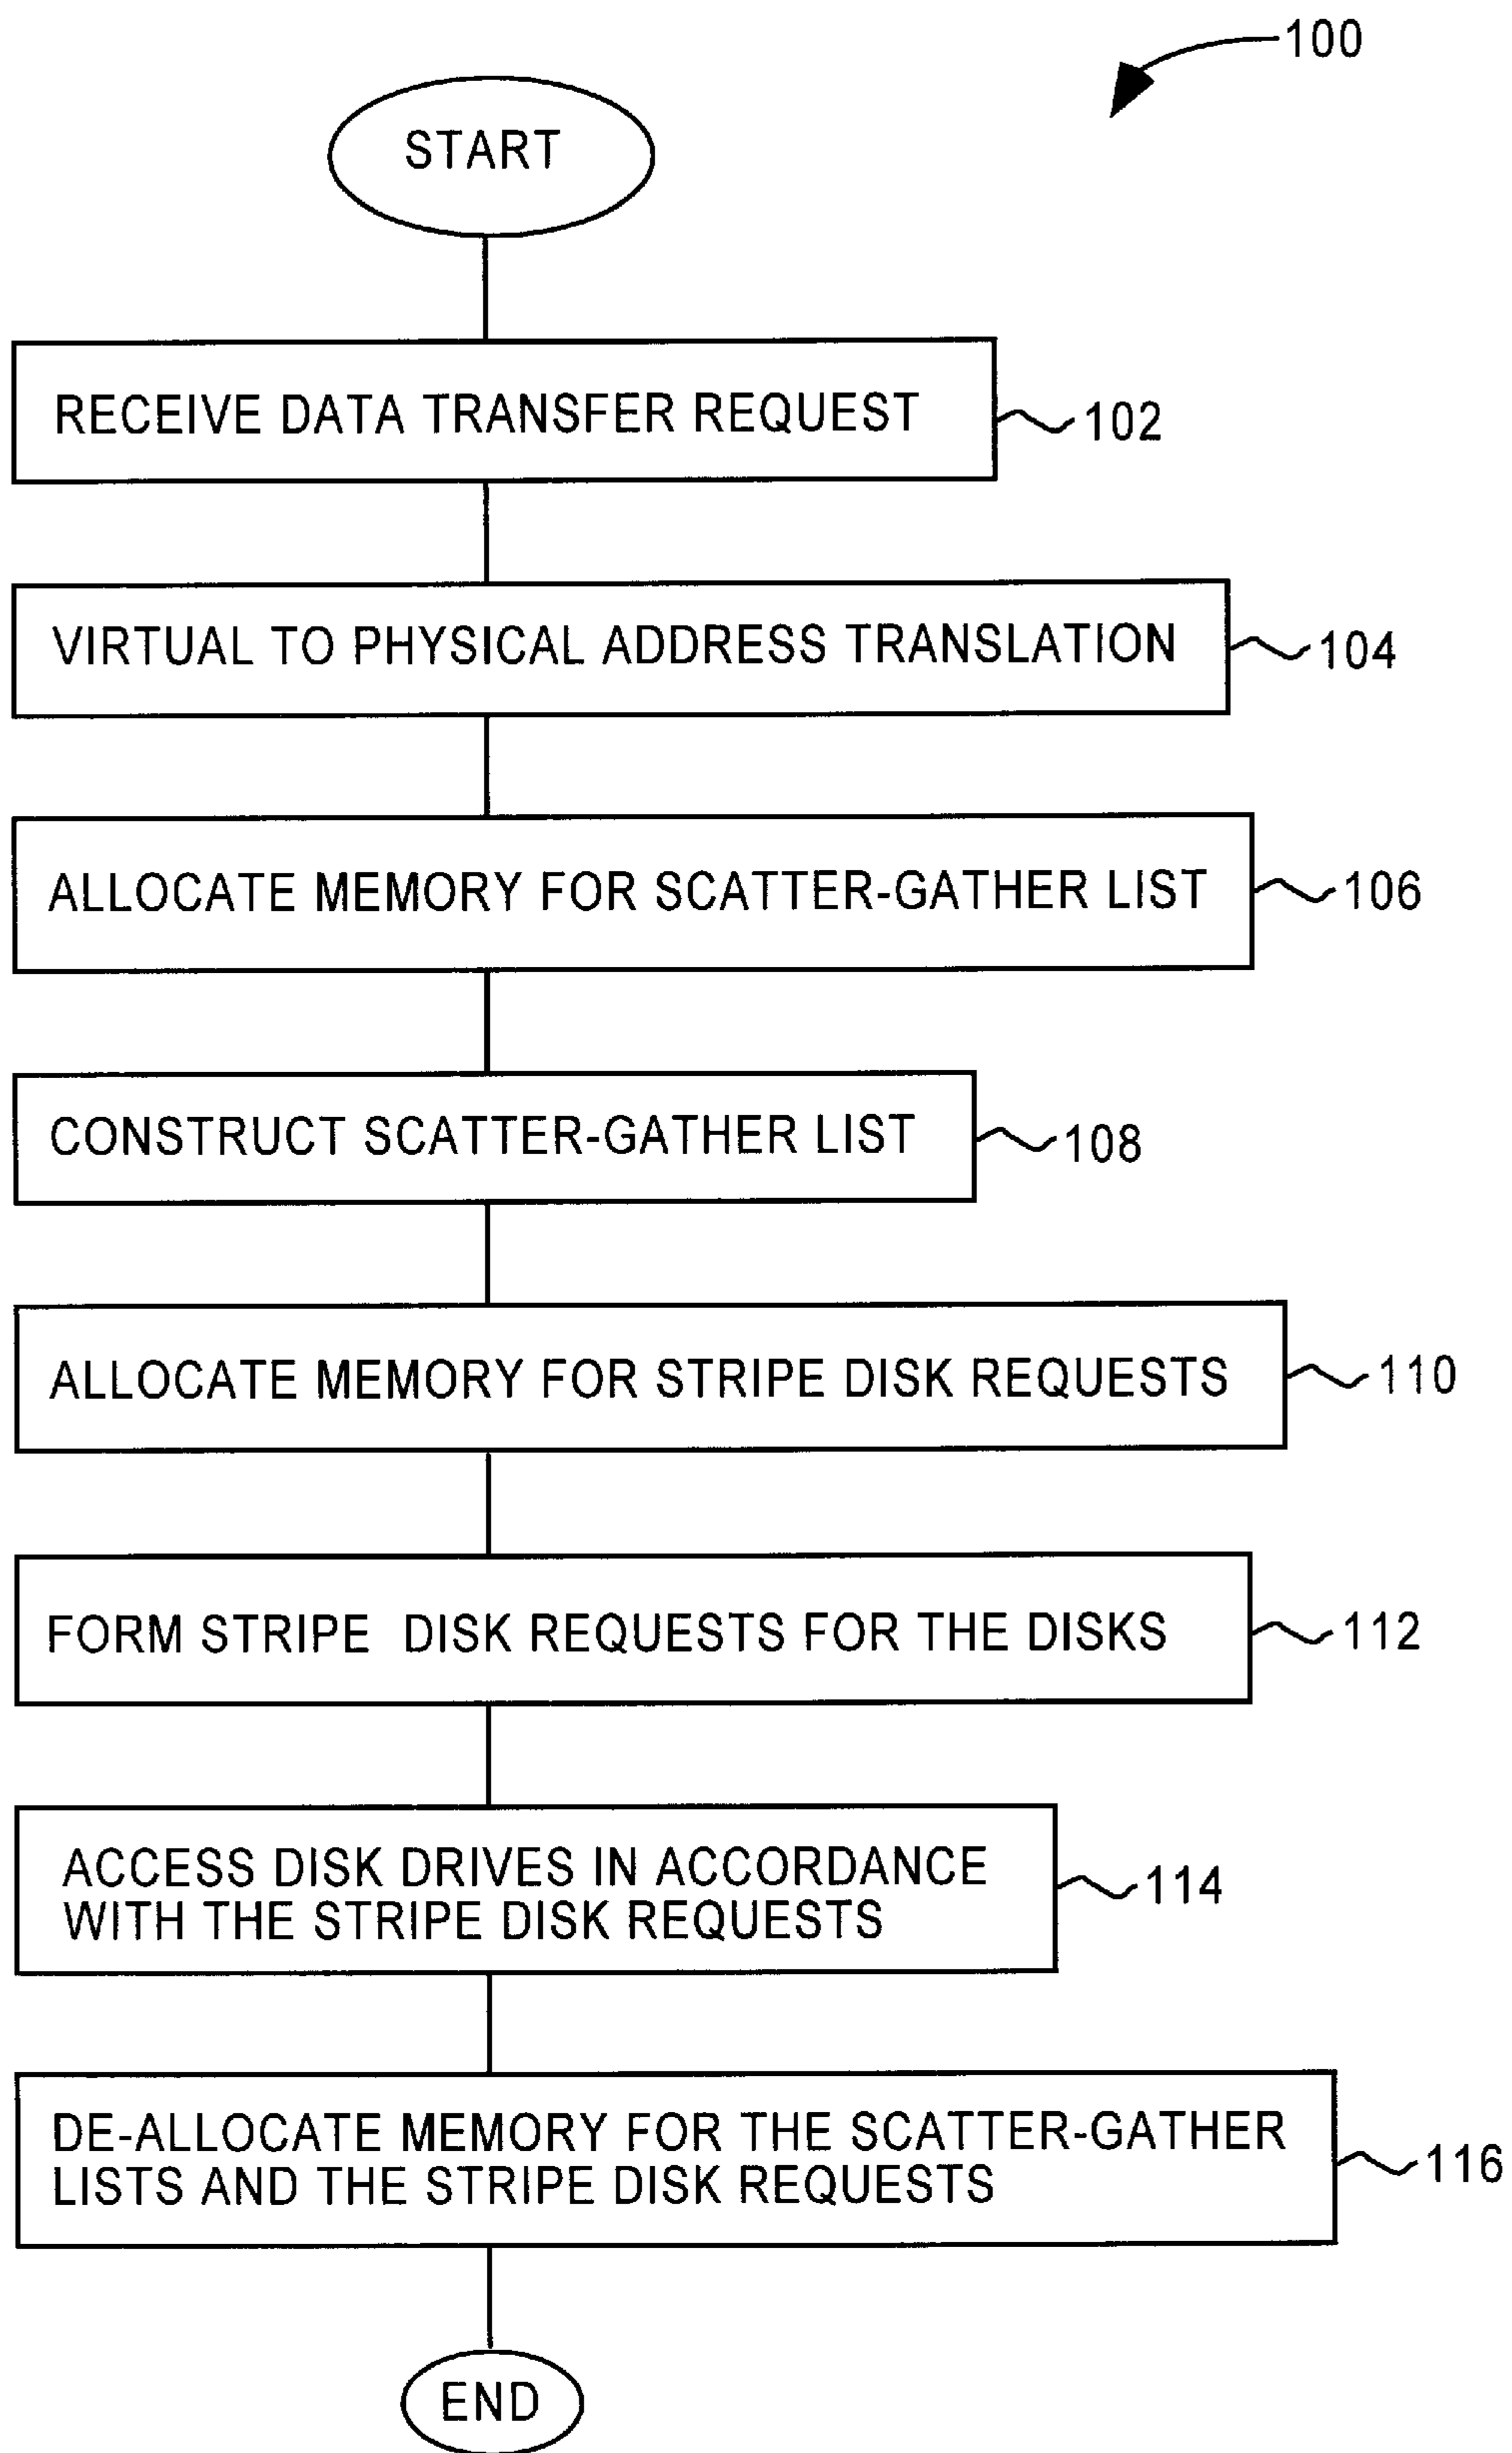 100
START
RECEIVE DATA TRANSFER REQUEST
102
VIRTUAL TO PHYSICAL ADDRESS TRANSLATION
104
ALLOCATE MEMORY FOR SCATTER-GATHER LIST
106
CONSTRUCT SCATTER-GATHER LIST
108
ALLOCATE MEMORY FOR STRIPE DISK REQUESTS
110
FORM STRIPE DISK REQUESTS FOR THE DISKS
112
ACCESS DISK DRIVES IN ACCORDANCE
WITH THE STRIPE DISK REQUESTS
114
DE-ALLOCATE MEMORY FOR THE SCATTER-GATHER
LISTS AND THE STRIPE DISK REQUESTS
116
END